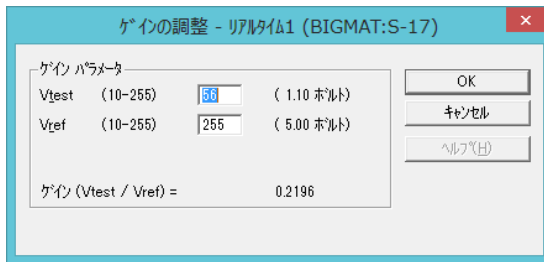 ゲインの調整 - リアルタイム1 (BIGMAT:S-17)
ゲイン パラメータ
Vtest (10-255) 56 ( 1.10 ボルト)
Vref (10-255) 255 ( 5.00 ボルト)
ゲイン (Vtest / Vref) = 0.2196
OK
キャンセル
ヘルプ(H)